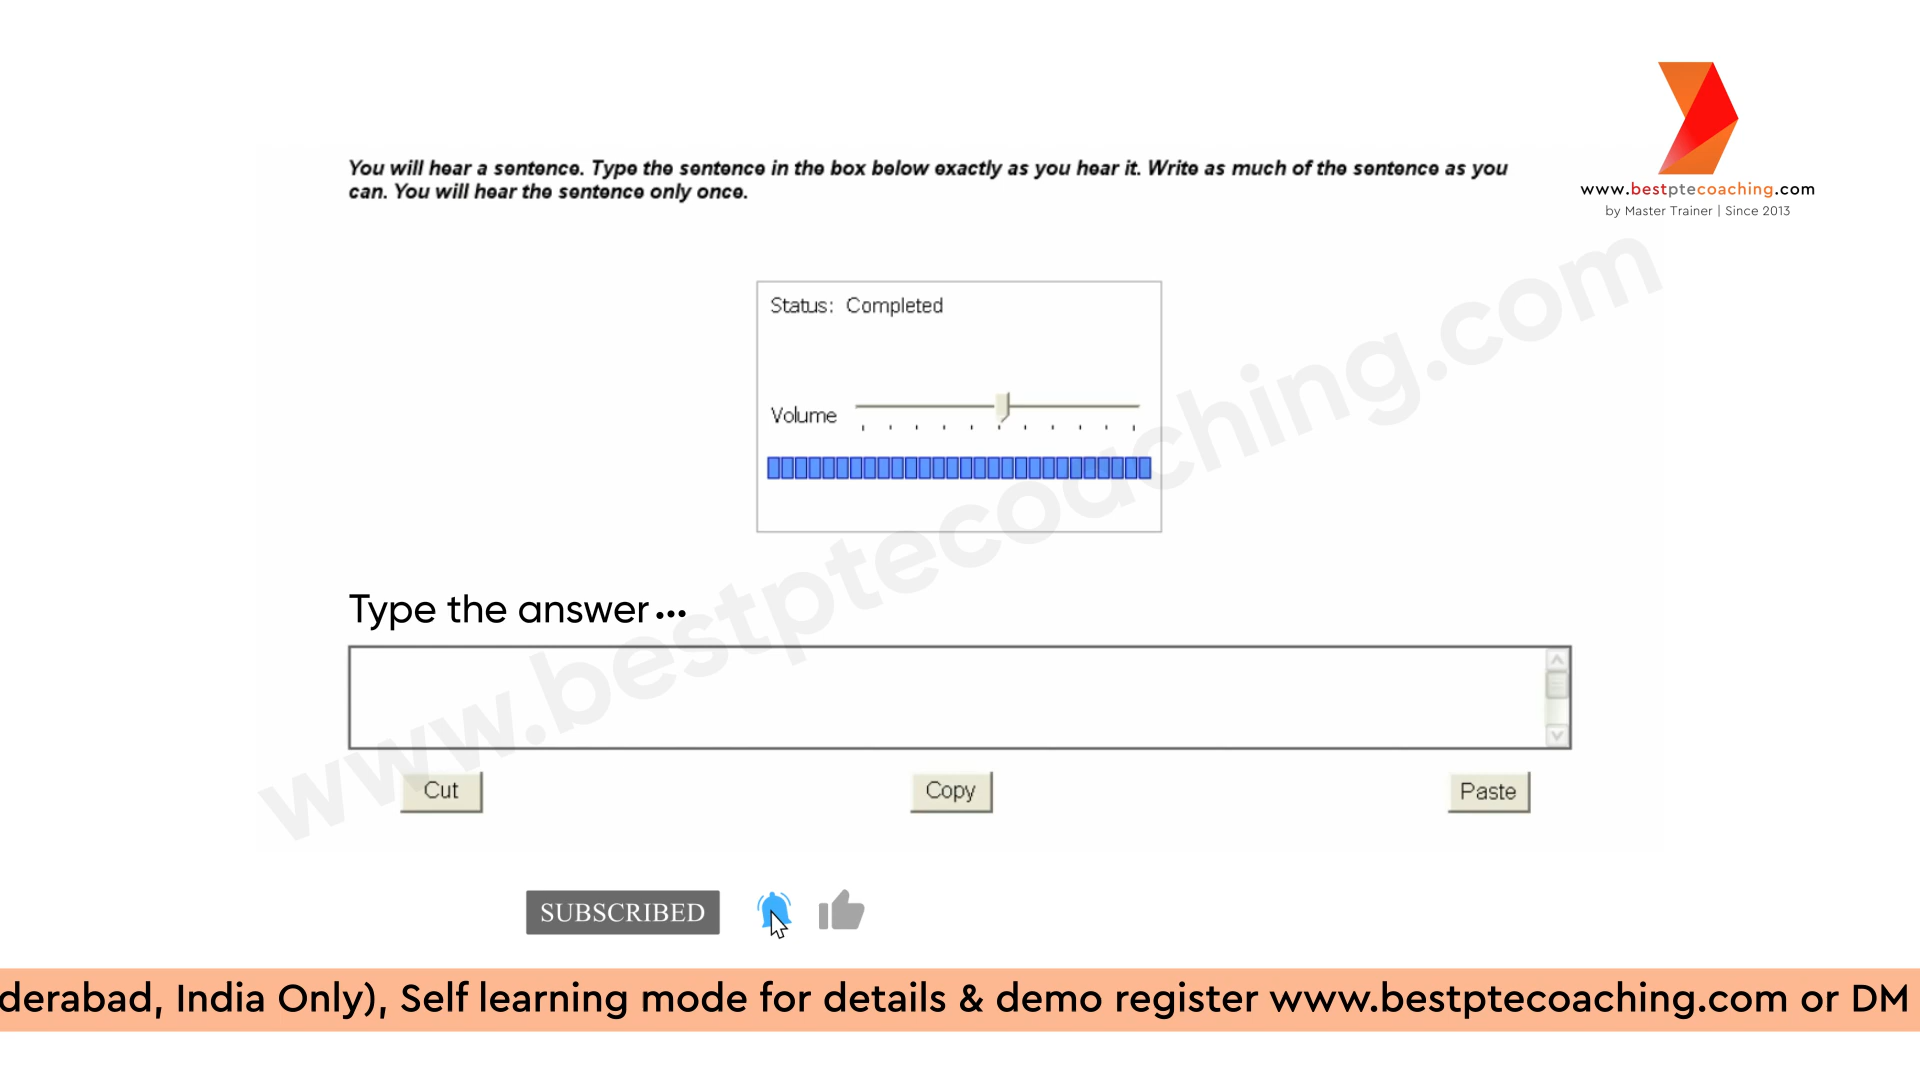 You will hear a sentence. Type the sentence in the box below exactly as you hear it. Write as much of the sentence as you
can. You will hear the sentence only once.
www.bestptecoaching.com
by Master Trainer | Since 2013
Status: Completed
Volume
www.bestptecoaching.com
Type the answer...
Cut
Copy
Paste
SUBSCRIBED
derabad, India Only), Self learning mode for details & demo register www.bestptecoaching.com or DM